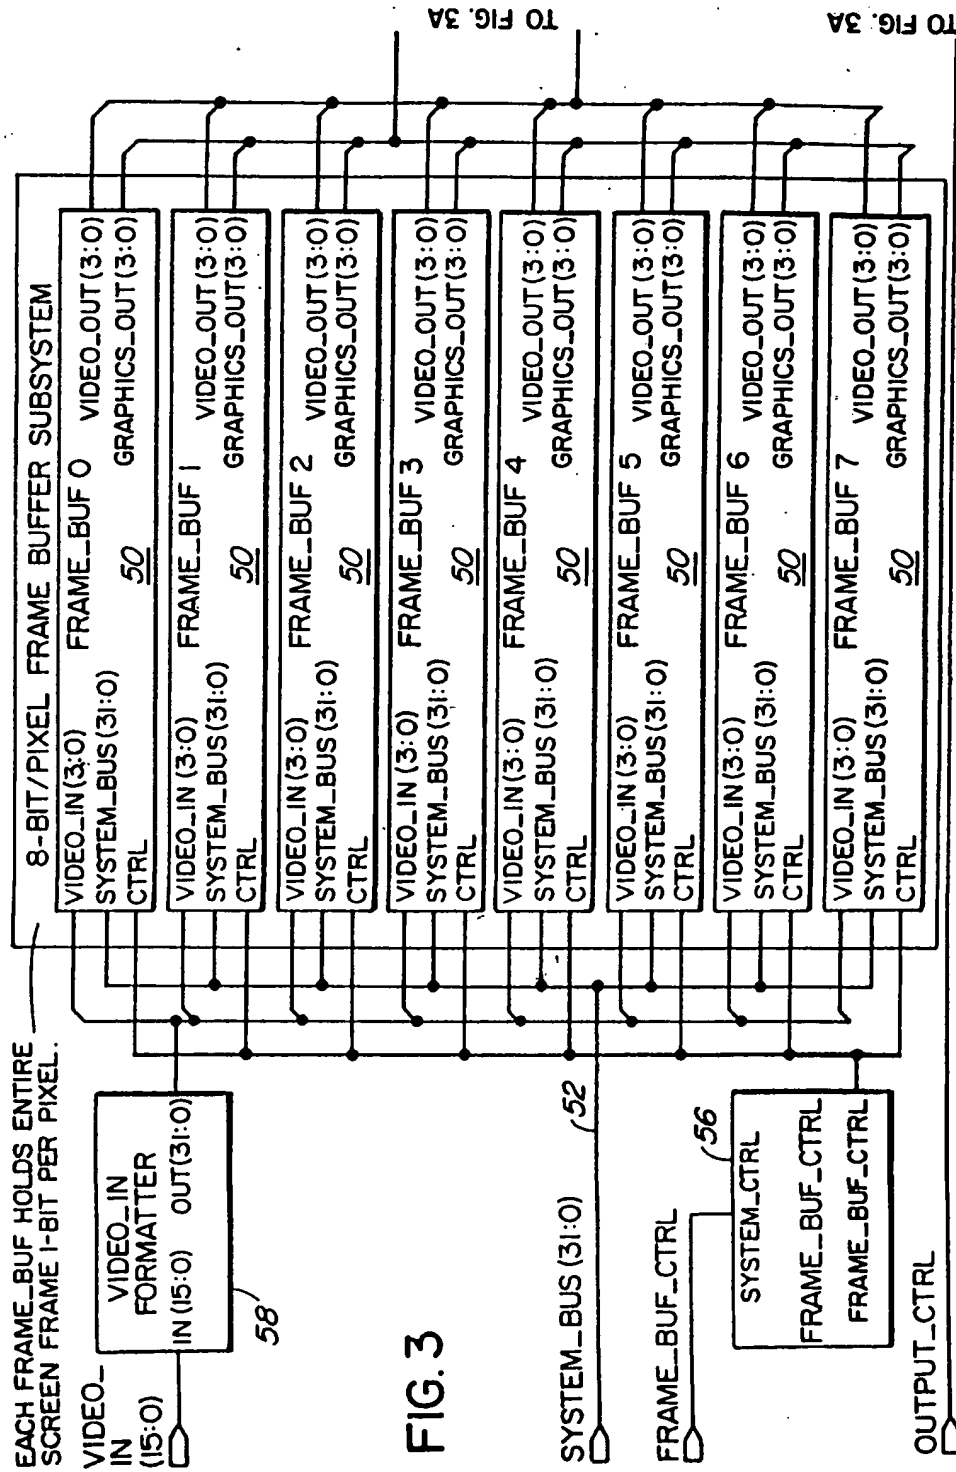 EACH FRAME_BUF HOLDS ENTIRE
SCREEN FRAME 1-BIT PER PIXEL.
8-BIT/PIXEL FRAME BUFFER SUBSYSTEM
VIDEO_
IN
(15:0)
VIDEO_IN
FORMATTER
IN (15:0) OUT(31:0)
58
VIDEO_IN(3:0) FRAME_BUF 0 VIDEO_OUT(3:0)
SYSTEM_BUS(31:0) GRAPHICS_OUT(3:0)
CTRL 50
VIDEO_IN (3:0) FRAME_BUF 1 VIDEO_OUT(3:0)
SYSTEM_BUS(31:0) GRAPHICS_OUT(3:0)
CTRL 50
VIDEO_IN (3:0) FRAME_BUF 2 VIDEO_OUT(3:0)
SYSTEM_BUS(31:0) GRAPHICS_OUT(3:0)
CTRL 50
VIDEO_IN (3:0) FRAME_BUF 3 VIDEO_OUT(3:0)
SYSTEM_BUS(31:0) GRAPHICS_OUT(3:0)
CTRL 50
VIDEO_IN (3:0) FRAME_BUF 4 VIDEO_OUT(3:0)
SYSTEM_BUS(31:0) GRAPHICS_OUT(3:0)
CTRL 50
VIDEO_IN (3:0) FRAME_BUF 5 VIDEO_OUT(3:0)
SYSTEM_BUS(31:0) GRAPHICS_OUT(3:0)
CTRL 50
VIDEO_IN (3:0) FRAME_BUF 6 VIDEO_OUT(3:0)
SYSTEM_BUS(31:0) GRAPHICS_OUT(3:0)
CTRL 50
VIDEO_IN (3:0) FRAME_BUF 7 VIDEO_OUT(3:0)
SYSTEM_BUS(31:0) GRAPHICS_OUT(3:0)
CTRL 50
TO FIG. 3A
TO FIG. 3A
FIG. 3
SYSTEM_BUS (31:0)
52
FRAME_BUF_CTRL
56
SYSTEM_CTRL
FRAME_BUF_CTRL
FRAME_BUF_CTRL
OUTPUT_CTRL